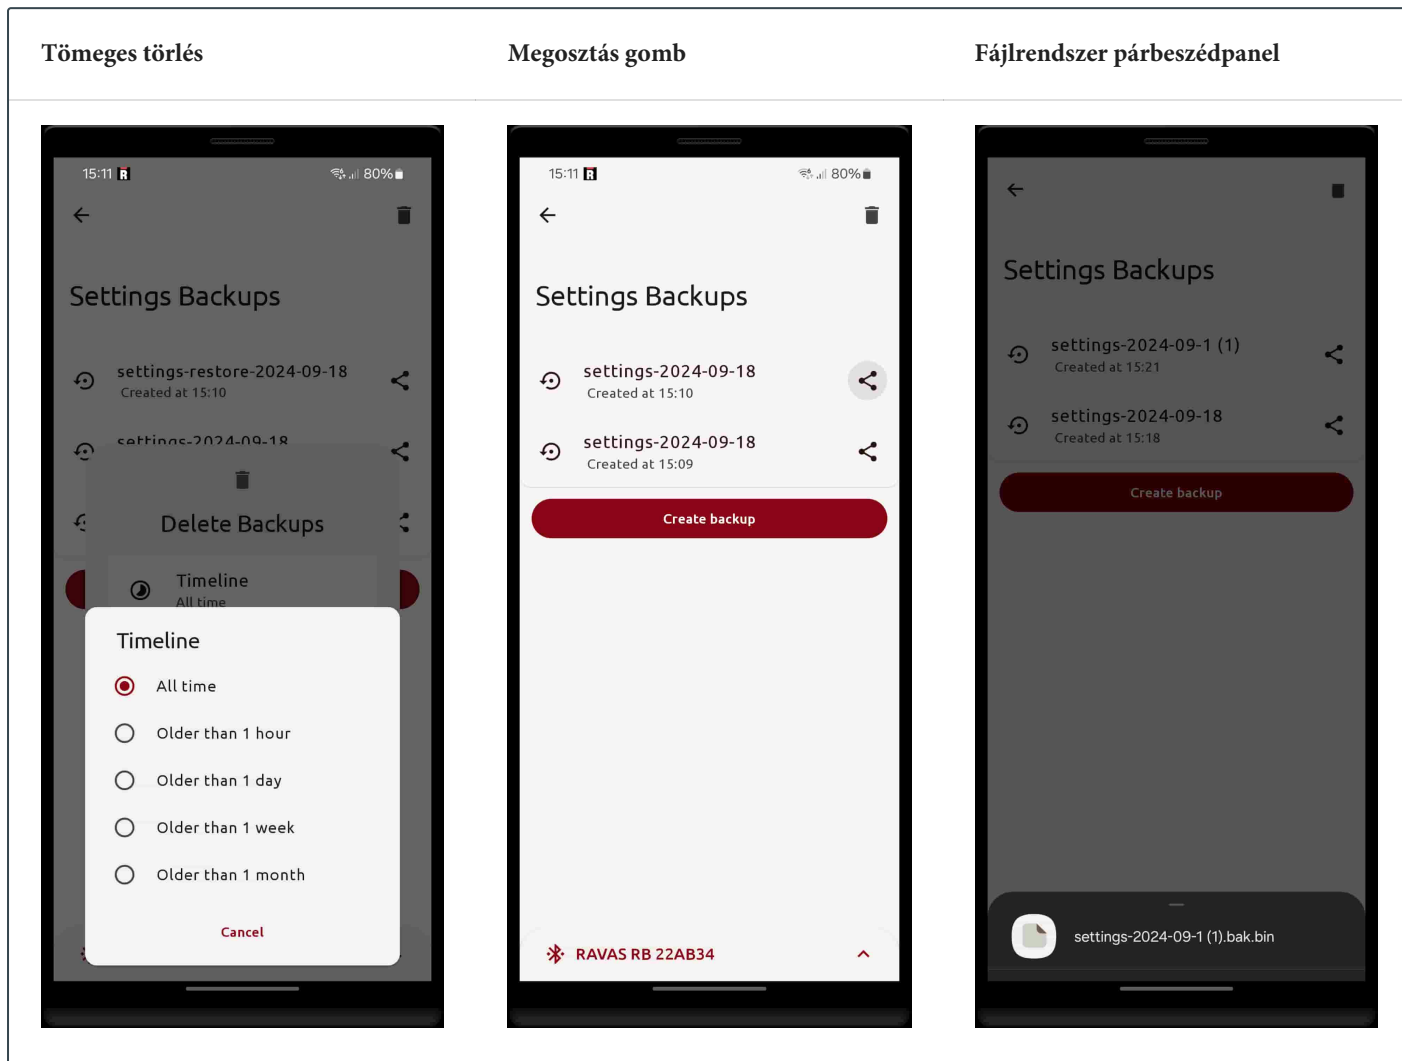 Tömeges törlés
Megosztás gomb
Fájlrendszer párbeszédpanel
15:11 R
80%
Settings Backups
settings-restore-2024-09-18
Created at 15:10
settings-2024-09-18
Delete Backups
Timeline
All time
Timeline
All time
Older than 1 hour
Older than 1 day
Older than 1 week
Older than 1 month
Cancel
15:11 R
80%
Settings Backups
settings-2024-09-18
Created at 15:10
settings-2024-09-18
Created at 15:09
Create backup
RAVAS RB 22AB34
Settings Backups
settings-2024-09-1 (1)
Created at 15:21
settings-2024-09-18
Created at 15:18
Create backup
settings-2024-09-1 (1).bak.bin